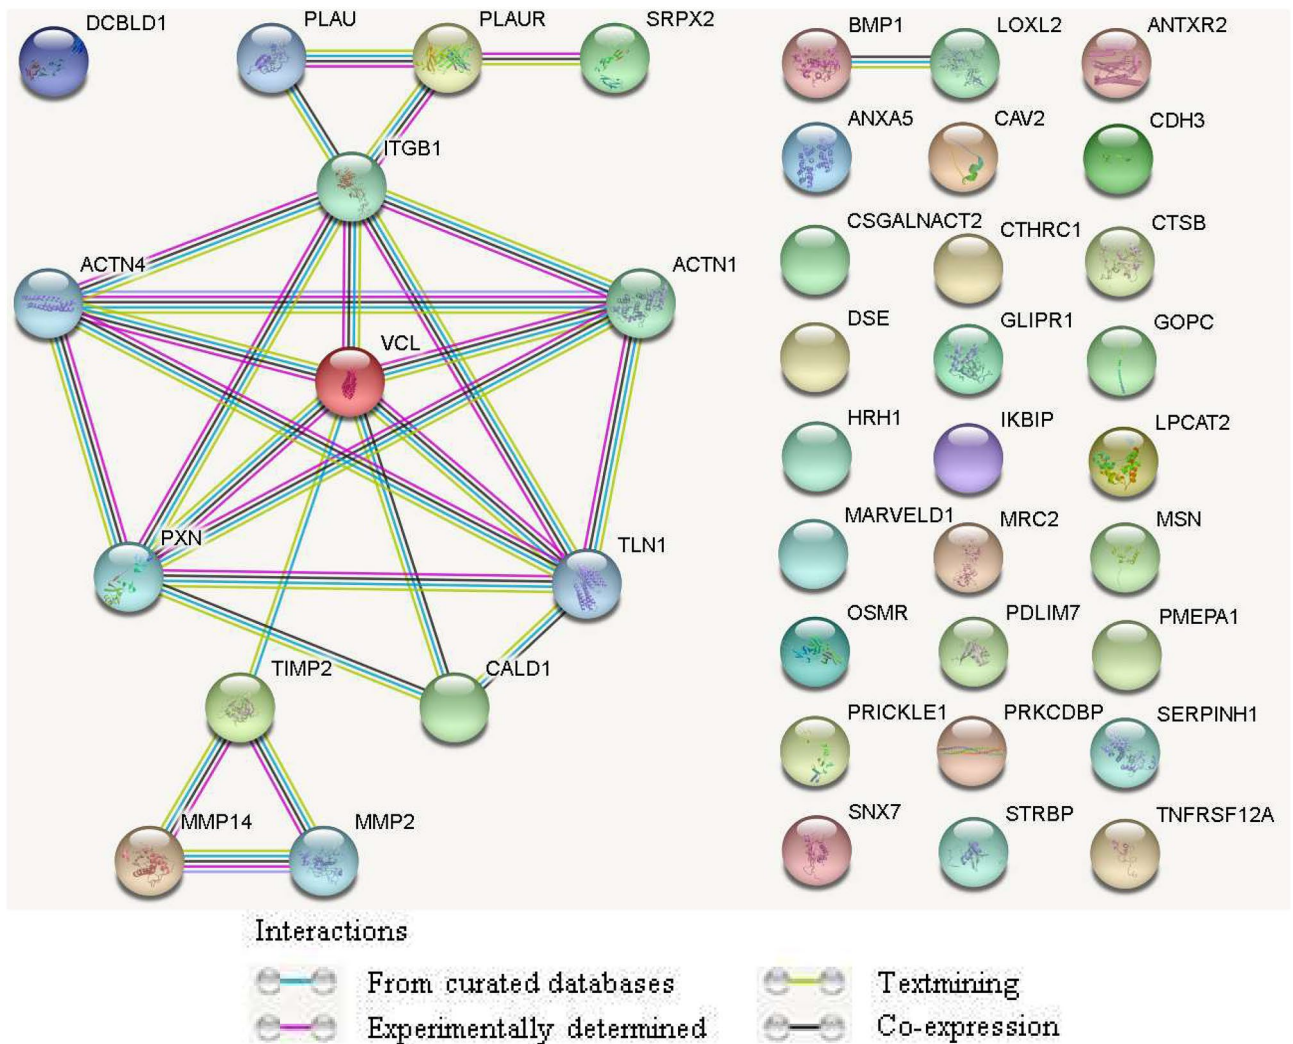 DCBLD1 PLAU PLAUR SRPX2 BMP1 LOXL2 ANTXR2
ITGB1 ANXA5 CAV2 CDH3
ACTN4 ACTN1 CSGALNACT2 CTHRC1 CTSB
VCL DSE GLIPR1 GOPC
HRH1 IKBIP LPCAT2
PXN TLN1 MARVELD1 MRC2 MSN
TIMP2 CALD1 OSMR PDLIM7 PMEPA1
PRICKLE1 PRKCDBP SERPINH1
MMP14 MMP2 SNX7 STRBP TNFRSF12A
Interactions
From curated databases Textmining
Experimentally determined Co-expression